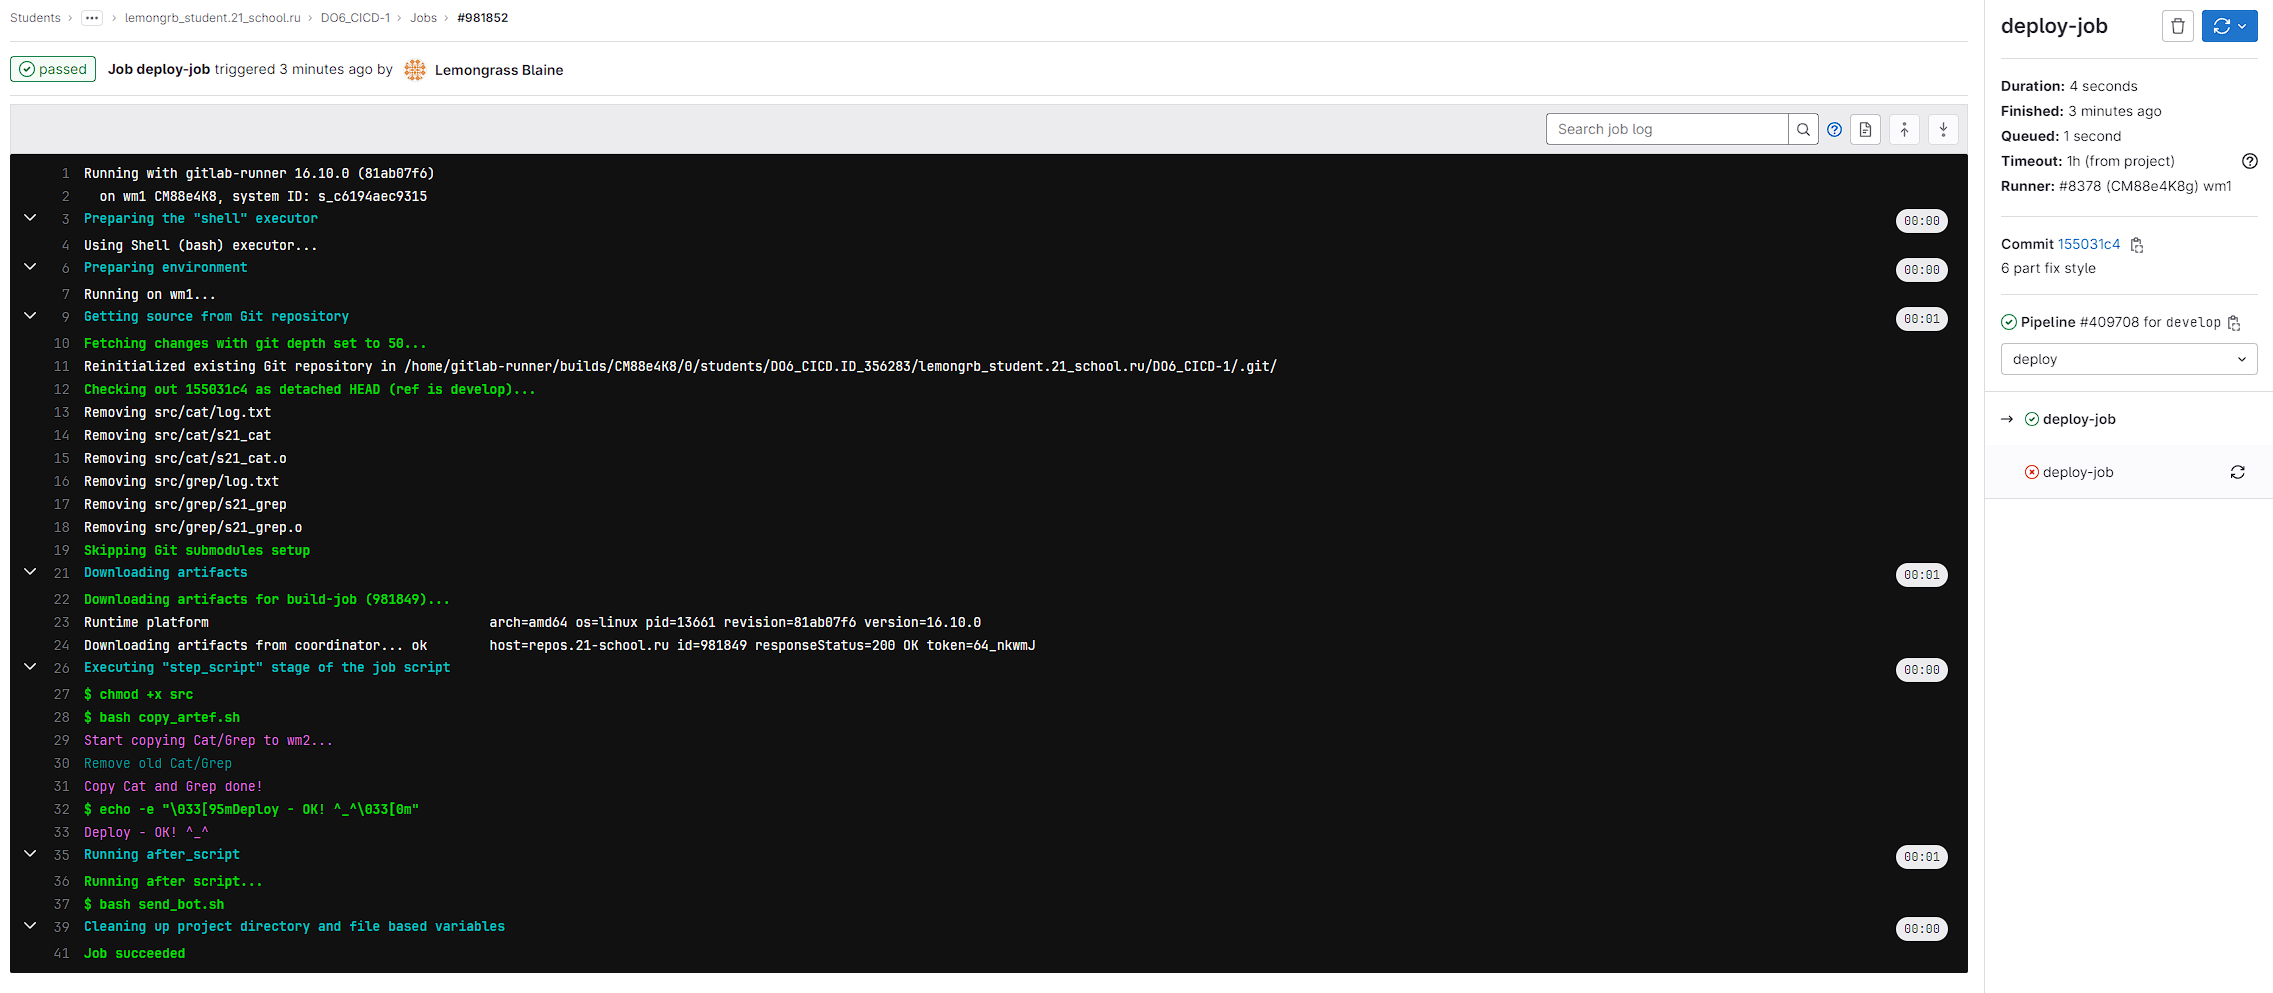 Students › ... › lemongrb_student.21_school.ru › DO6_CICD-1 › Jobs › #981852
passed Job deploy-job triggered 3 minutes ago by Lemongrass Blaine
Search job log
1 Running with gitlab-runner 16.10.0 (81ab07f6)
2 on wm1 CM88e4K8, system ID: s_c6194aec9315
3 Preparing the "shell" executor 00:00
4 Using Shell (bash) executor...
6 Preparing environment 00:00
7 Running on wm1...
9 Getting source from Git repository 00:01
10 Fetching changes with git depth set to 50...
11 Reinitialized existing Git repository in /home/gitlab-runner/builds/CM88e4K8/0/students/DO6_CICD.ID_356283/lemongrb_student.21_school.ru/DO6_CICD-1/.git/
12 Checking out 155031c4 as detached HEAD (ref is develop)...
13 Removing src/cat/log.txt
14 Removing src/cat/s21_cat
15 Removing src/cat/s21_cat.o
16 Removing src/grep/log.txt
17 Removing src/grep/s21_grep
18 Removing src/grep/s21_grep.o
19 Skipping Git submodules setup
21 Downloading artifacts 00:01
22 Downloading artifacts for build-job (981849)...
23 Runtime platform arch=amd64 os=linux pid=13661 revision=81ab07f6 version=16.10.0
24 Downloading artifacts from coordinator... ok host=repos.21-school.ru id=981849 responseStatus=200 OK token=64_nkwmJ
26 Executing "step_script" stage of the job script 00:00
27 $ chmod +x src
28 $ bash copy_artef.sh
29 Start copying Cat/Grep to wm2...
30 Remove old Cat/Grep
31 Copy Cat and Grep done!
32 $ echo -e "\033[95mDeploy - OK! ^_^\033[0m"
33 Deploy - OK! ^_^
35 Running after_script 00:01
36 Running after script...
37 $ bash send_bot.sh
39 Cleaning up project directory and file based variables 00:00
41 Job succeeded
deploy-job
Duration: 4 seconds
Finished: 3 minutes ago
Queued: 1 second
Timeout: 1h (from project)
Runner: #8378 (CM88e4K8g) wm1
Commit 155031c4
6 part fix style
Pipeline #409708 for develop
deploy
→ deploy-job
deploy-job